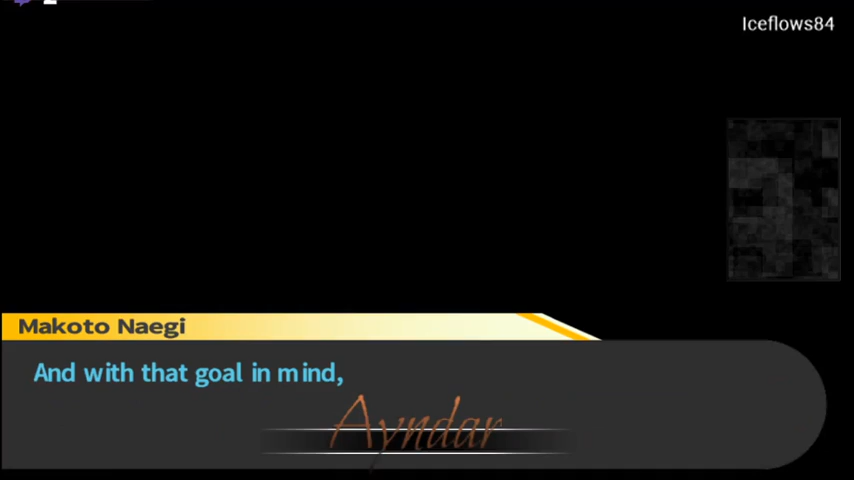 Iceflows84
Makoto Naegi
And with that goal in mind,
Ayndar